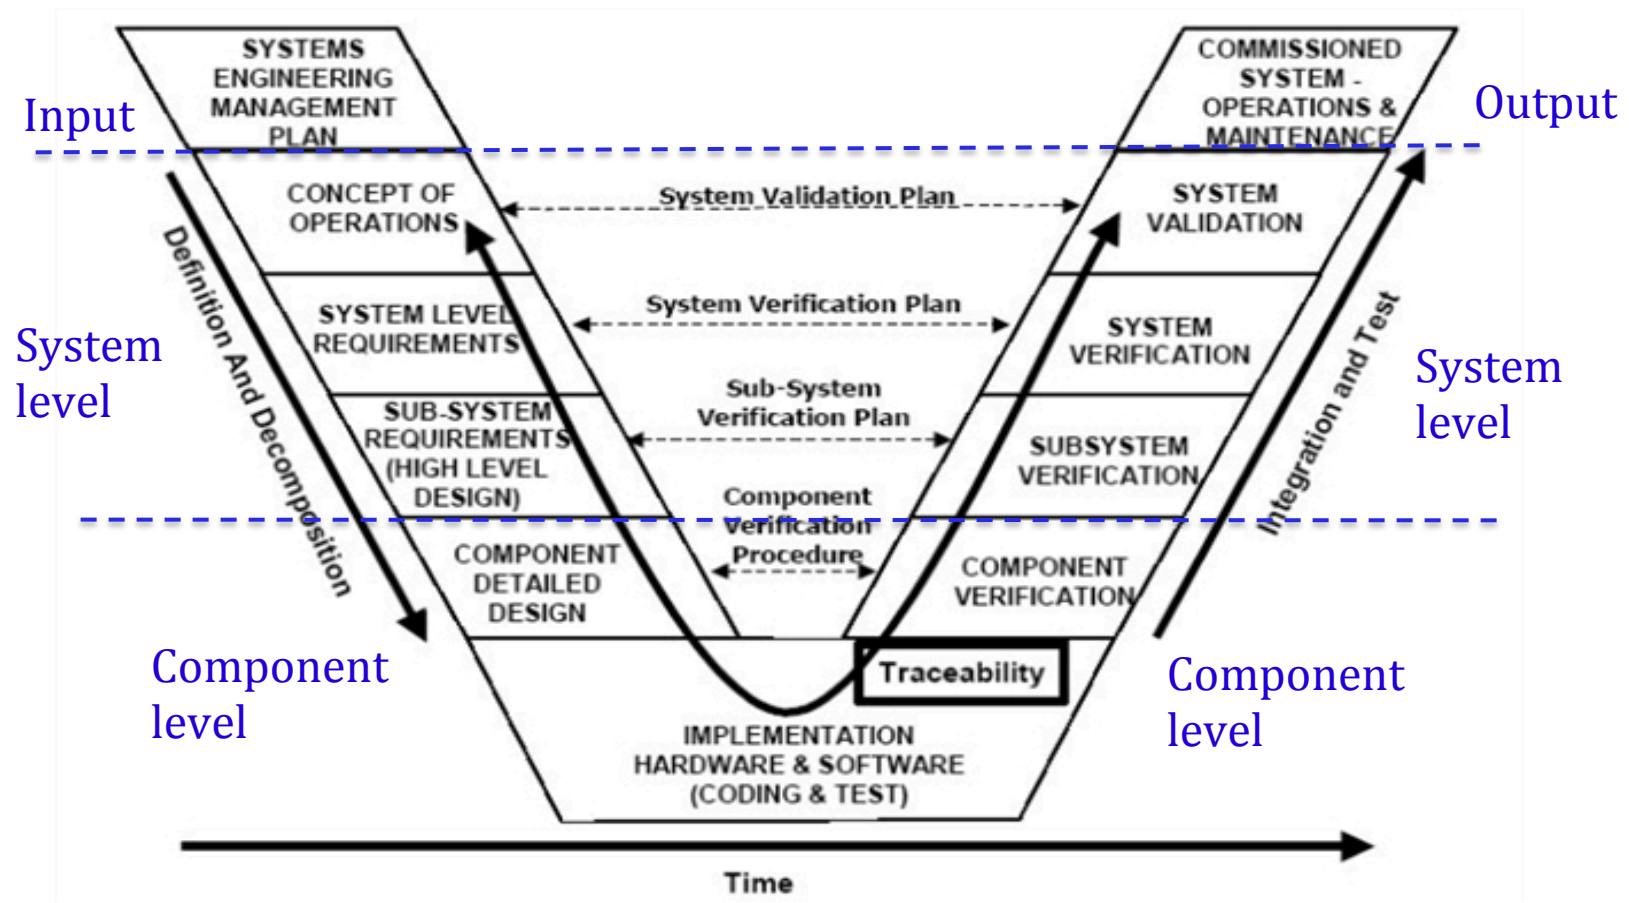 SYSTEMS
ENGINEERING
MANAGEMENT
PLAN
COMMISSIONED
SYSTEM -
OPERATIONS &
MAINTENANCE
Input
Output
CONCEPT OF
OPERATIONS
System Validation Plan
SYSTEM
VALIDATION
Definition And Decomposition
SYSTEM LEVEL
REQUIREMENTS
System Verification Plan
SYSTEM
VERIFICATION
Integration and Test
System
level
System
level
SUB-SYSTEM
REQUIREMENTS
(HIGH LEVEL
DESIGN)
Sub-System
Verification Plan
SUBSYSTEM
VERIFICATION
Component
Verification
Procedure
COMPONENT
DETAILED
DESIGN
COMPONENT
VERIFICATION
Component
level
Traceability
Component
level
IMPLEMENTATION
HARDWARE & SOFTWARE
(CODING & TEST)
Time